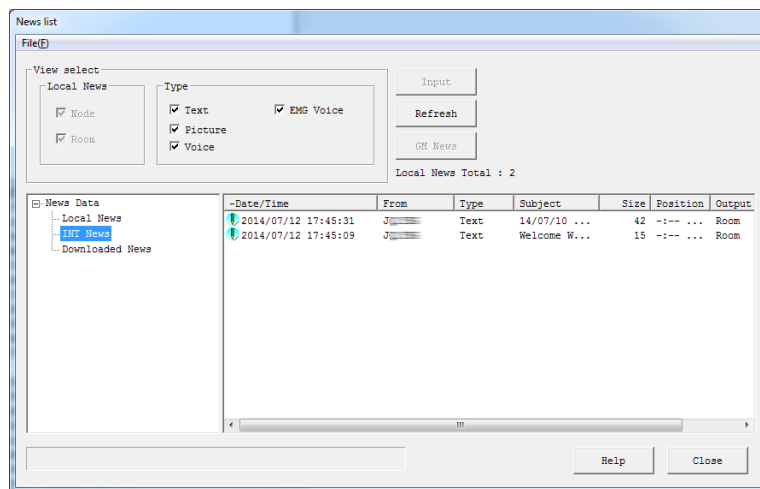 News list
File(F)
View select
Local News
Type
Node
Room
Text
EMG Voice
Picture
Voice
Input
Refresh
GM News
Local News Total : 2
News Data
Local News
INT News
Downloaded News
-Date/Time From Type Subject Size Position Output
2014/07/12 17:45:31 Text 14/07/10 ... 42 -:-- ... Room
2014/07/12 17:45:09 Text Welcome W... 15 -:-- ... Room
Help
Close